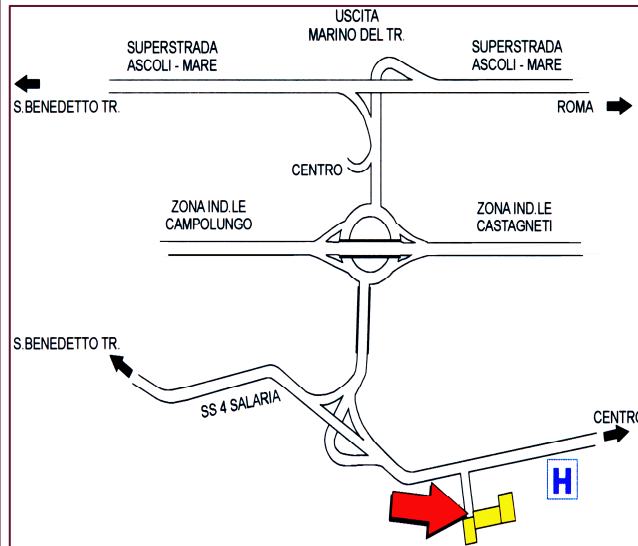 USCITA
MARINO DEL TR.
SUPERSTRADA
ASCOLI - MARE
SUPERSTRADA
ASCOLI - MARE
S.BENEDETTO TR.
ROMA
CENTRO
ZONA IND.LE
CAMPOLUNGO
ZONA IND.LE
CASTAGNETI
S.BENEDETTO TR.
SS 4 SALARIA
CENTRO
H